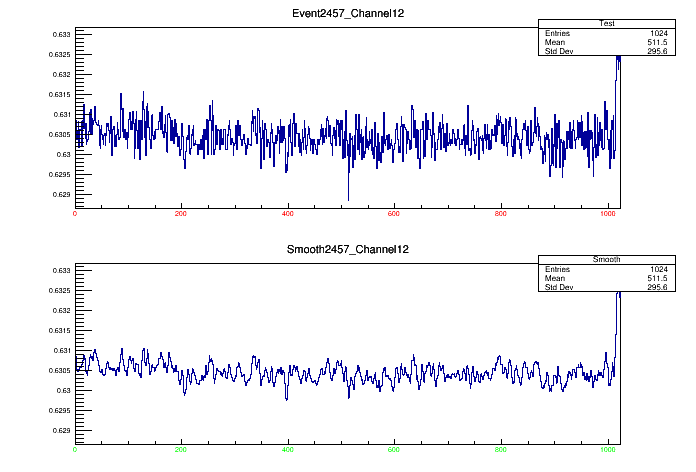 Event2457_Channel12
Test
Entries 1024
Mean 511.5
Std Dev 295.6
0.633
0.6325
0.632
0.6315
0.631
0.6305
0.63
0.6295
0.629
0 200 400 600 800 1000
Smooth2457_Channel12
Smooth
Entries 1024
Mean 511.5
Std Dev 295.6
0.633
0.6325
0.632
0.6315
0.631
0.6305
0.63
0.6295
0.629
0 200 400 600 800 1000